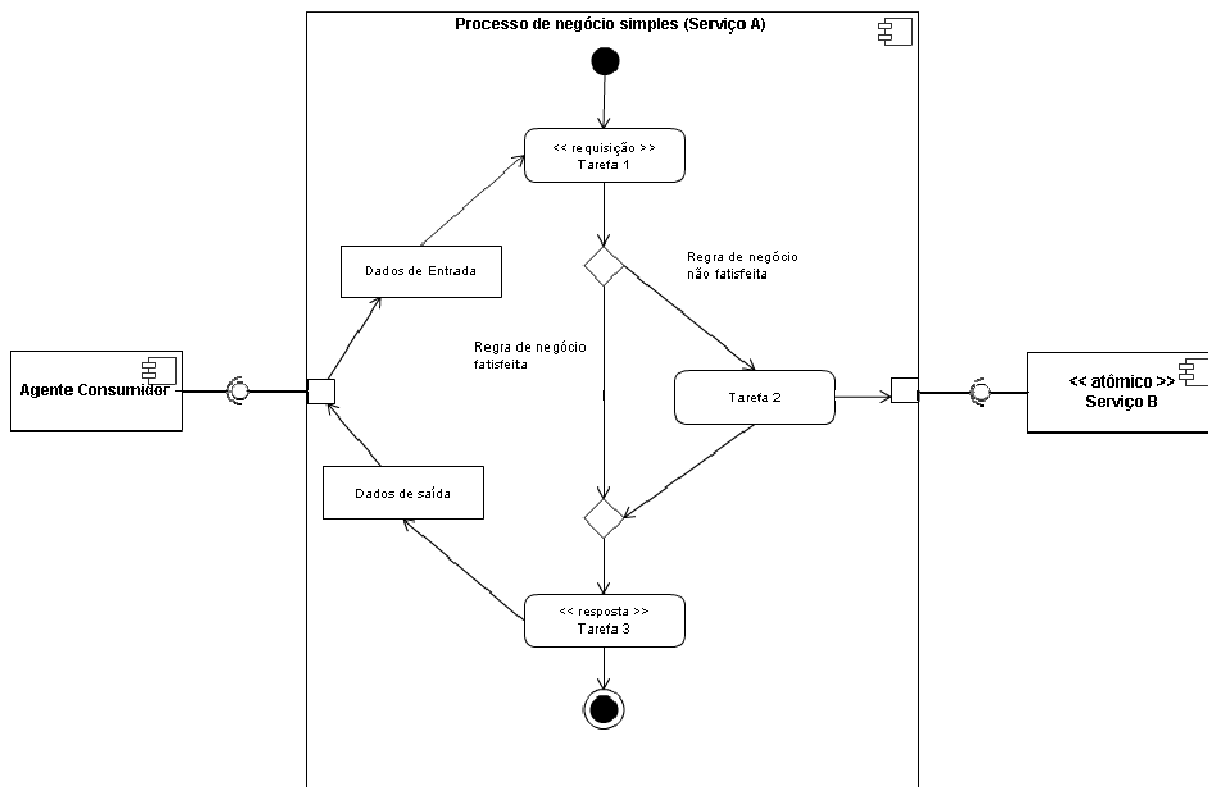 Processo de negócio simples (Serviço A)
<< requisição >>
Tarefa 1
Dados de Entrada
Regra de negócio
não fatisfeita
Regra de negócio
fatisfeita
Agente Consumidor
Tarefa 2
<< atômico >>
Serviço B
Dados de saída
<< resposta >>
Tarefa 3